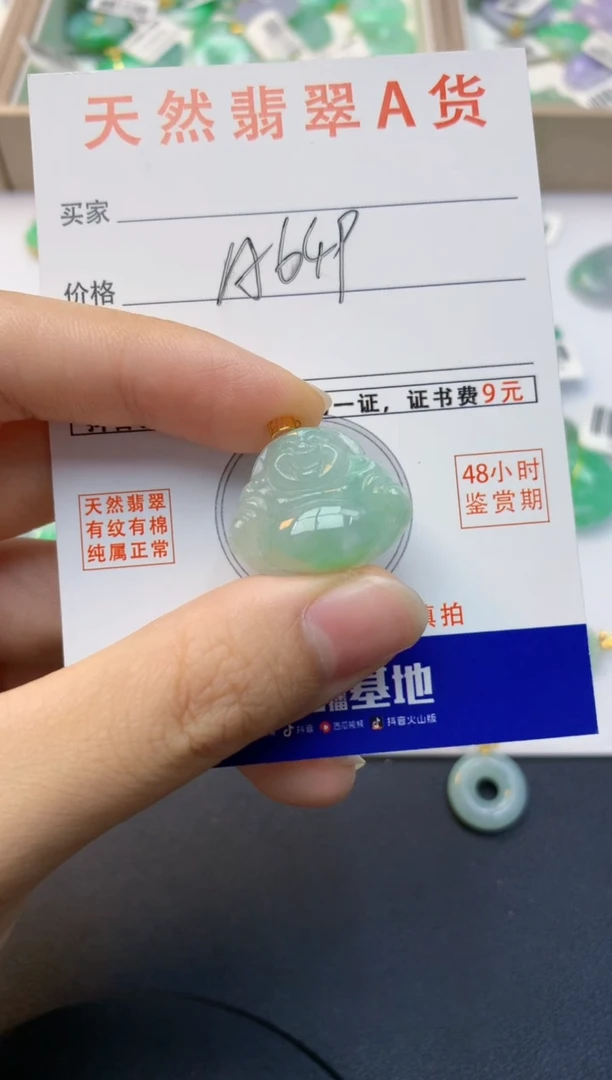 天然翡翠A货
买家
A64P
价格
一证，证书费9元
天然翡翠
有纹有棉
纯属正常
48小时
鉴赏期
真拍
播基地
抖音 西瓜视频 抖音火山版